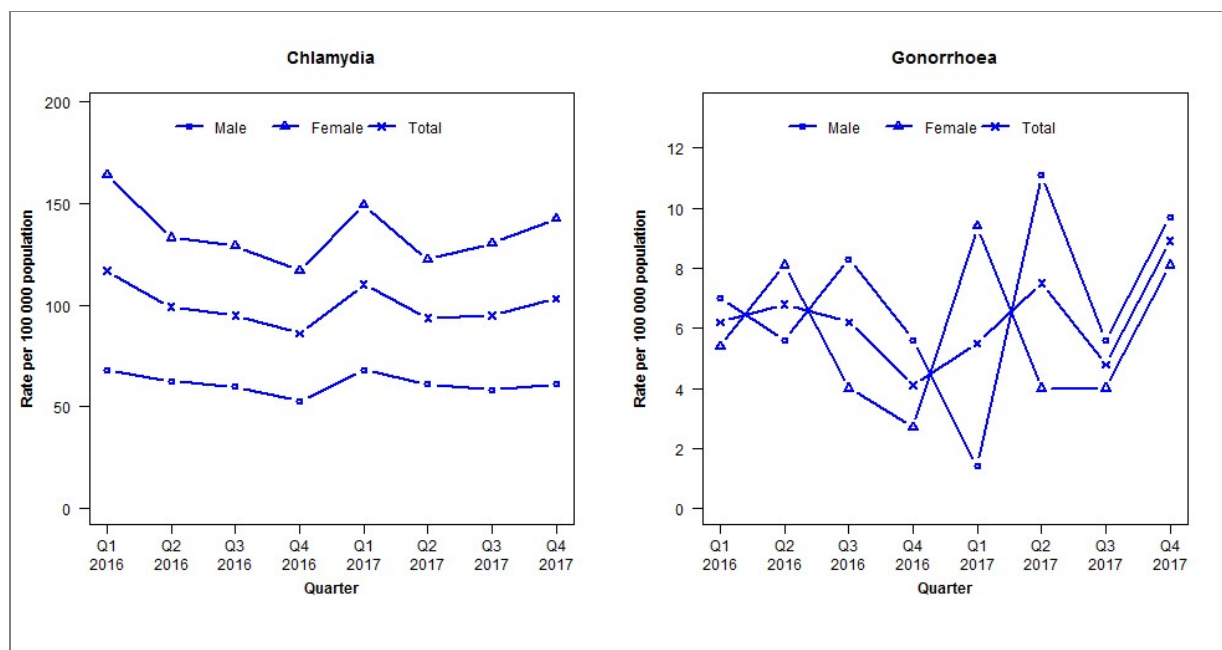 Chlamydia
200
150
100
50
0
Rate per 100 000 population
Male Female Total
Q1 Q2 Q3 Q4 Q1 Q2 Q3 Q4
2016 2016 2016 2016 2017 2017 2017 2017
Quarter
Gonorrhoea
12
10
8
6
4
2
0
Rate per 100 000 population
Male Female Total
Q1 Q2 Q3 Q4 Q1 Q2 Q3 Q4
2016 2016 2016 2016 2017 2017 2017 2017
Quarter